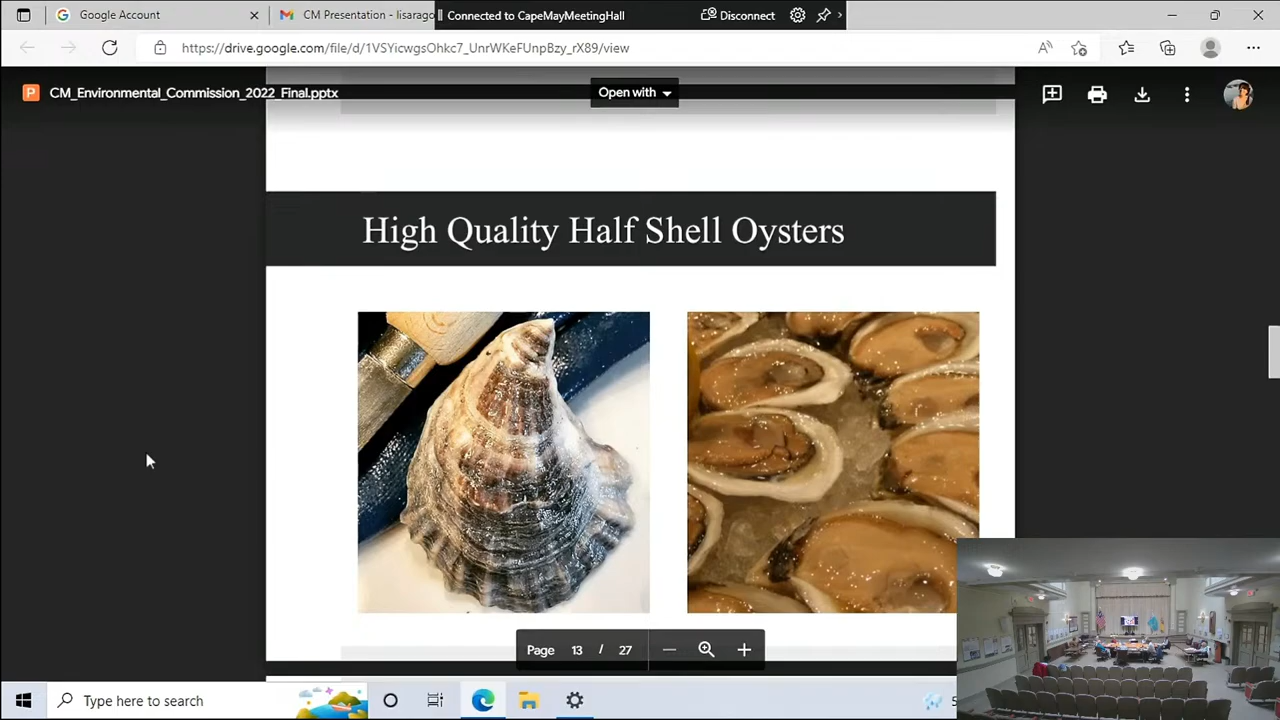 Google Account
CM Presentation - lisarago
Connected to CapeMayMeetingHall
Disconnect
https://drive.google.com/file/d/1VSYicwgsOhkc7_UnrWKeFUnpBzy_rX89/view
CM_Environmental_Commission_2022_Final.pptx
Open with
High Quality Half Shell Oysters
Page 13 / 27
Type here to search